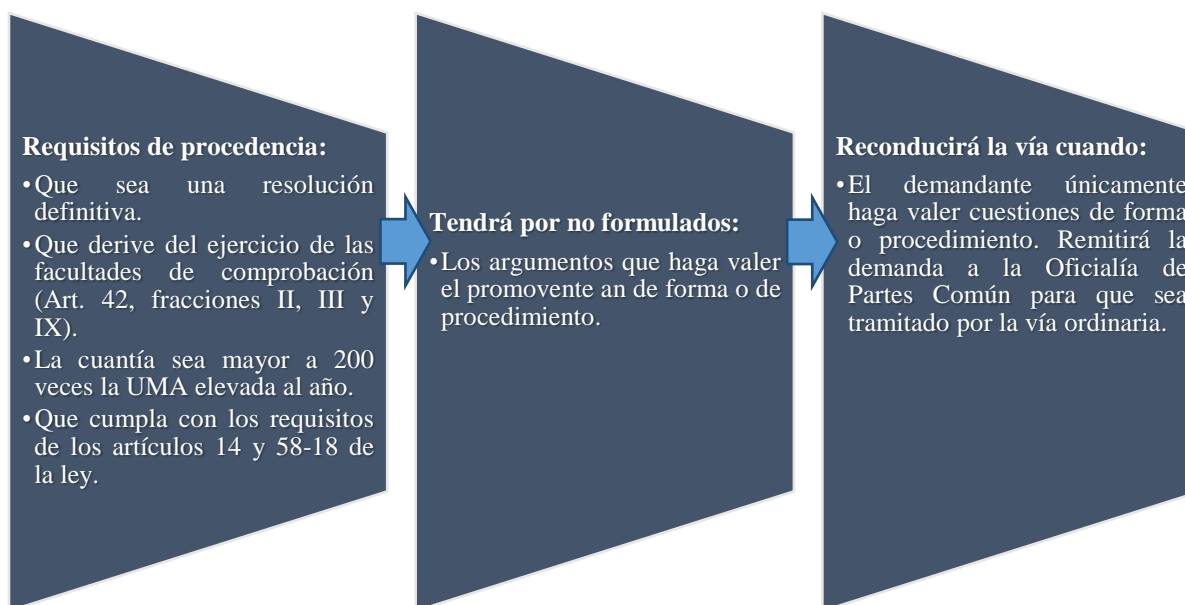 Requisitos de procedencia:
•Que sea una resolución
definitiva.
•Que derive del ejercicio de las
facultades de comprobación
(Art. 42, fracciones II, III y
IX).
•La cuantía sea mayor a 200
veces la UMA elevada al año.
•Que cumpla con los requisitos
de los artículos 14 y 58-18 de
la ley.
Tendrá por no formulados:
•Los argumentos que haga valer
el promovente an de forma o de
procedimiento.
Reconducirá la vía cuando:
•El demandante únicamente
haga valer cuestiones de forma
o procedimiento. Remitirá la
demanda a la Oficialía de
Partes Común para que sea
tramitado por la vía ordinaria.